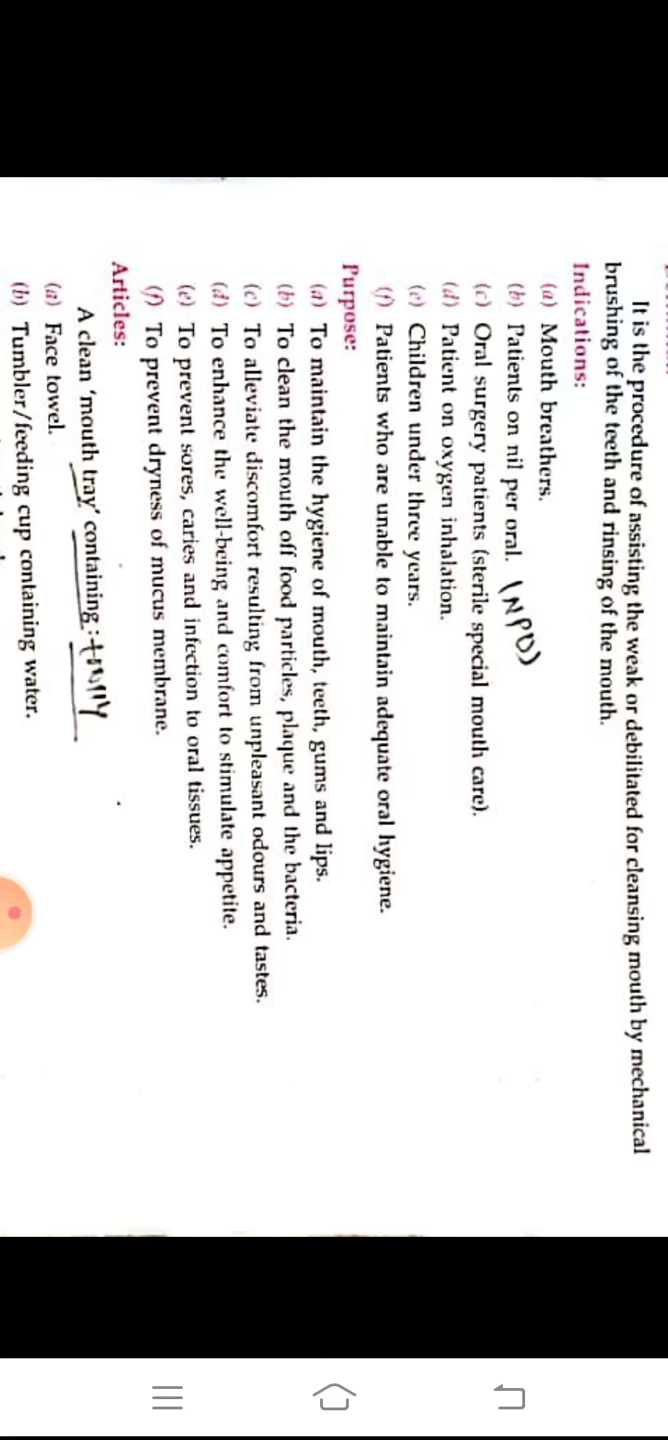 It is the procedure of assisting the weak or debilitated for cleansing mouth by mechanical
brushing of the teeth and rinsing of the mouth.
Indications:
(a) Mouth breathers.
(b) Patients on nil per oral. (NPO)
(c) Oral surgery patients (sterile special mouth care).
(d) Patient on oxygen inhalation.
(e) Children under three years.
(f) Patients who are unable to maintain adequate oral hygiene.
Purpose:
(a) To maintain the hygiene of mouth, teeth, gums and lips.
(b) To clean the mouth off food particles, plaque and the bacteria.
(c) To alleviate discomfort resulting from unpleasant odours and tastes.
(d) To enhance the well-being and comfort to stimulate appetite.
(e) To prevent sores, caries and infection to oral tissues.
(f) To prevent dryness of mucus membrane.
Articles:
A clean 'mouth tray' containing:
(a) Face towel.
(b) Tumbler/feeding cup containing water.